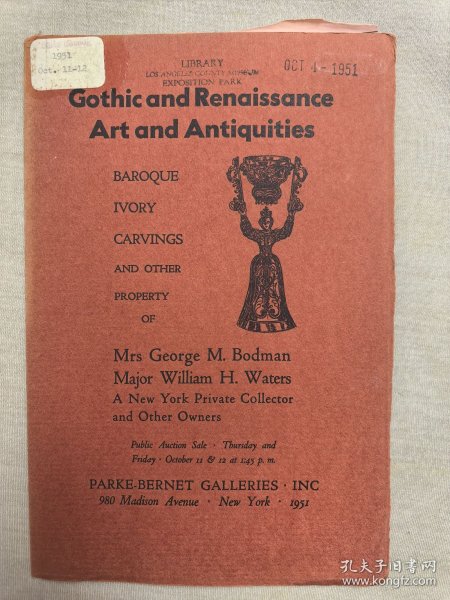 1951
Oct. 11-12
LIBRARY
LOS ANGELES COUNTY MUSEUM
EXPOSITION PARK
OCT 4 - 1951
Gothic and Renaissance
Art and Antiquities
BAROQUE
IVORY
CARVINGS
AND OTHER
PROPERTY
OF
Mrs George M. Bodman
Major William H. Waters
A New York Private Collector
and Other Owners
Public Auction Sale · Thursday and
Friday · October 11 & 12 at 1:45 p. m.
PARKE-BERNET GALLERIES · INC
980 Madison Avenue · New York · 1951
孔夫子旧书网
www.kongfz.com